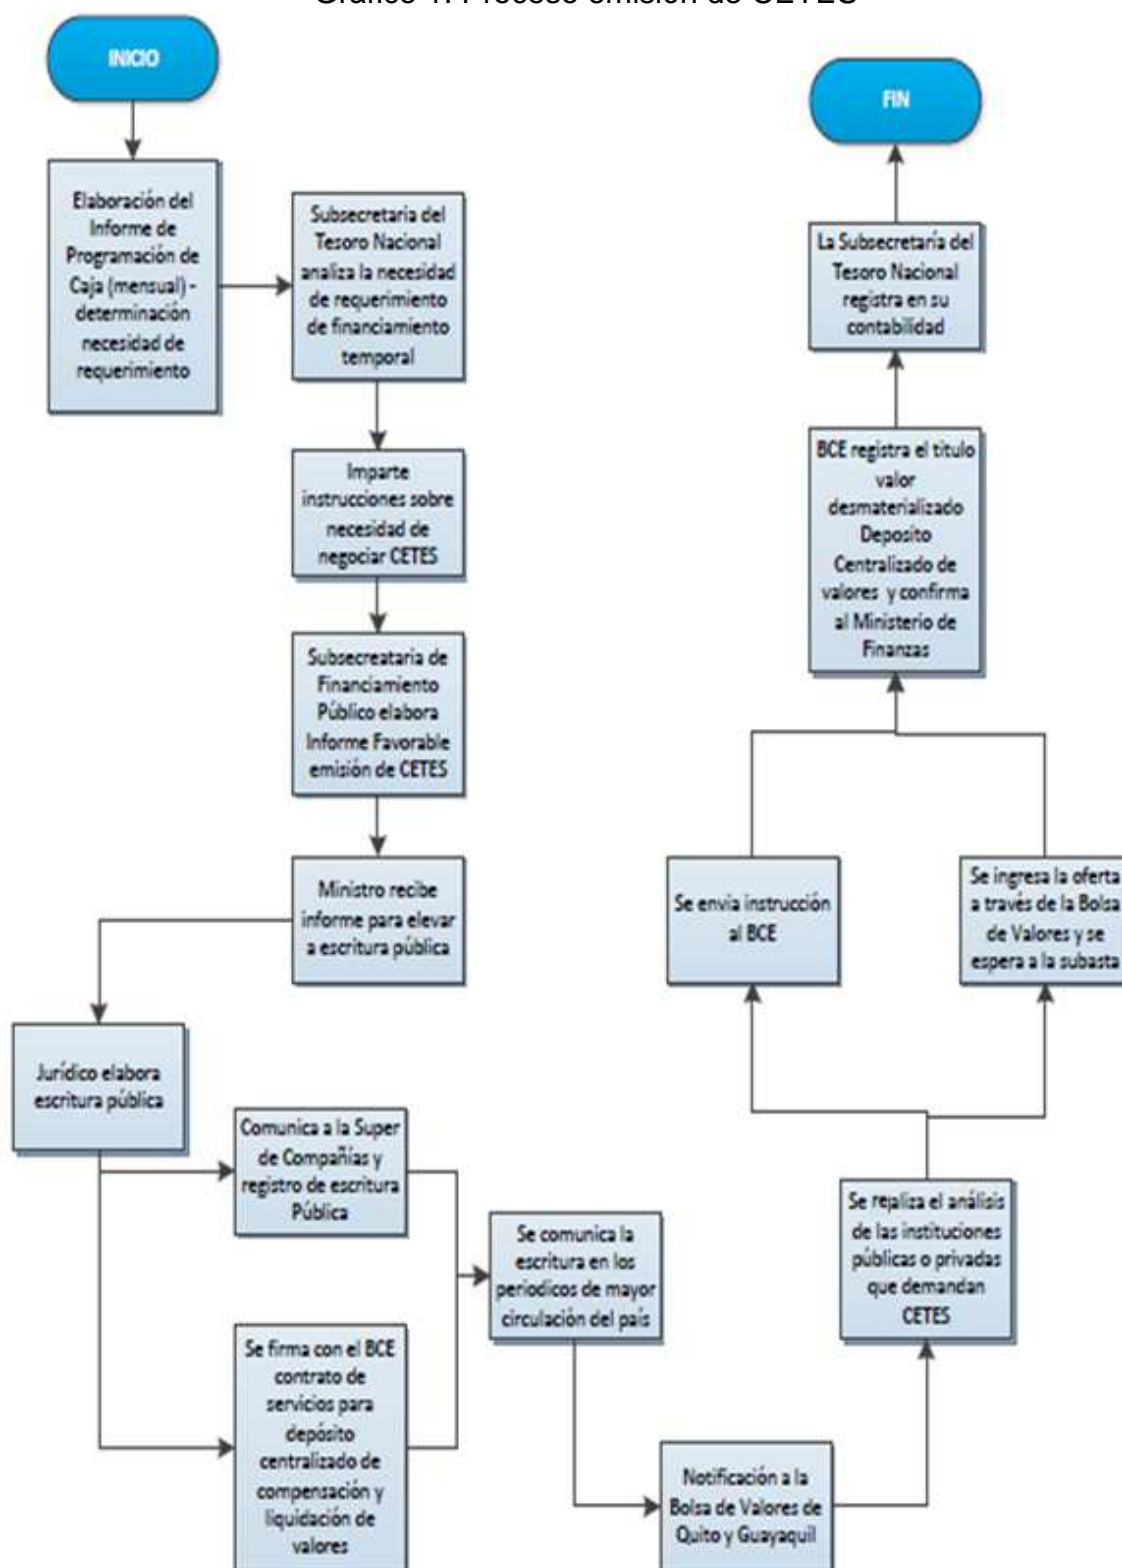 Gráfico 1. Proceso emisión de CETES
INICIO
Elaboración del
Informe de
Programación de
Caja (mensual) -
determinación
necesidad de
requerimiento
Subsecretaria del
Tesoro Nacional
analiza la necesidad
de requerimiento
de financiamiento
temporal
Imparte
instrucciones sobre
necesidad de
negociar CETES
Subsecreataria de
Financiamiento
Público elabora
Informe Favorable
emisión de CETES
Ministro recibe
informe para elevar
a escritura pública
Jurídico elabora
escritura pública
Comunica a la Super
de Compañías y
registro de escritura
Pública
Se firma con el BCE
contrato de
servicios para
depósito
centralizado de
compensación y
liquidación de
valores
Se comunica la
escritura en los
periodicos de mayor
circulación del país
Notificación a la
Bolsa de Valores de
Quito y Guayaquil
Se rejaliza el análisis
de las instituciones
públicas o privadas
que demandan
CETES
Se envia instrucción
al BCE
Se ingresa la oferta
a través de la Bolsa
de Valores y se
espera a la subasta
BCE registra el titulo
valor
desmaterializado
Deposito
Centralizado de
valores y confirma
al Ministerio de
Finanzas
La Subsecretaría del
Tesoro Nacional
registra en su
contabilidad
FIN